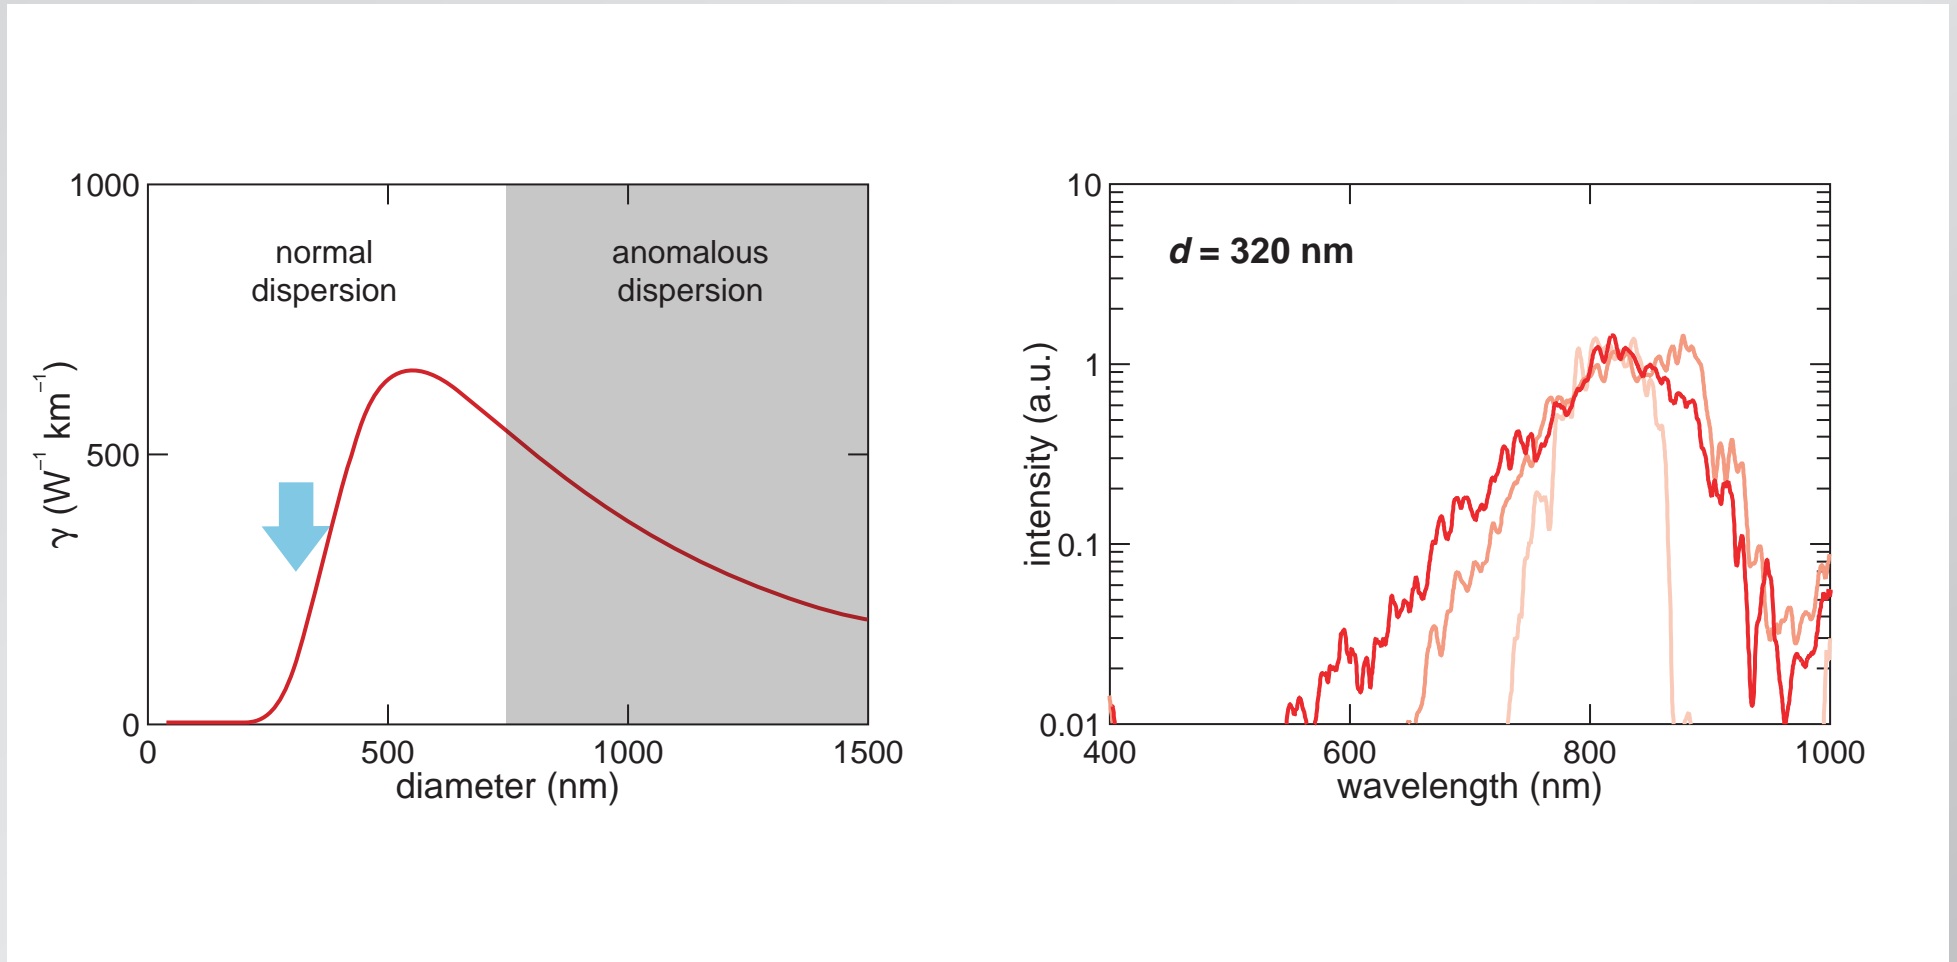 1000
500
0
γ (W⁻¹ km⁻¹)
normal
dispersion
anomalous
dispersion
0
500
1000
1500
diameter (nm)
10
1
0.1
0.01
intensity (a.u.)
d = 320 nm
400
600
800
1000
wavelength (nm)